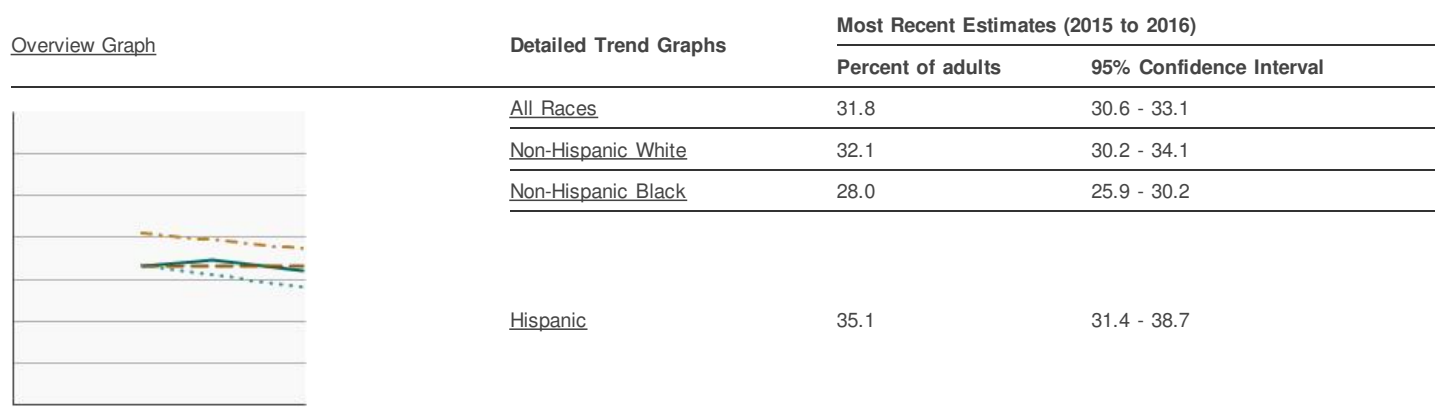 Overview Graph
Detailed Trend Graphs
Most Recent Estimates (2015 to 2016)
Percent of adults 95% Confidence Interval
All Races 31.8 30.6 - 33.1
Non-Hispanic White 32.1 30.2 - 34.1
Non-Hispanic Black 28.0 25.9 - 30.2
Hispanic 35.1 31.4 - 38.7